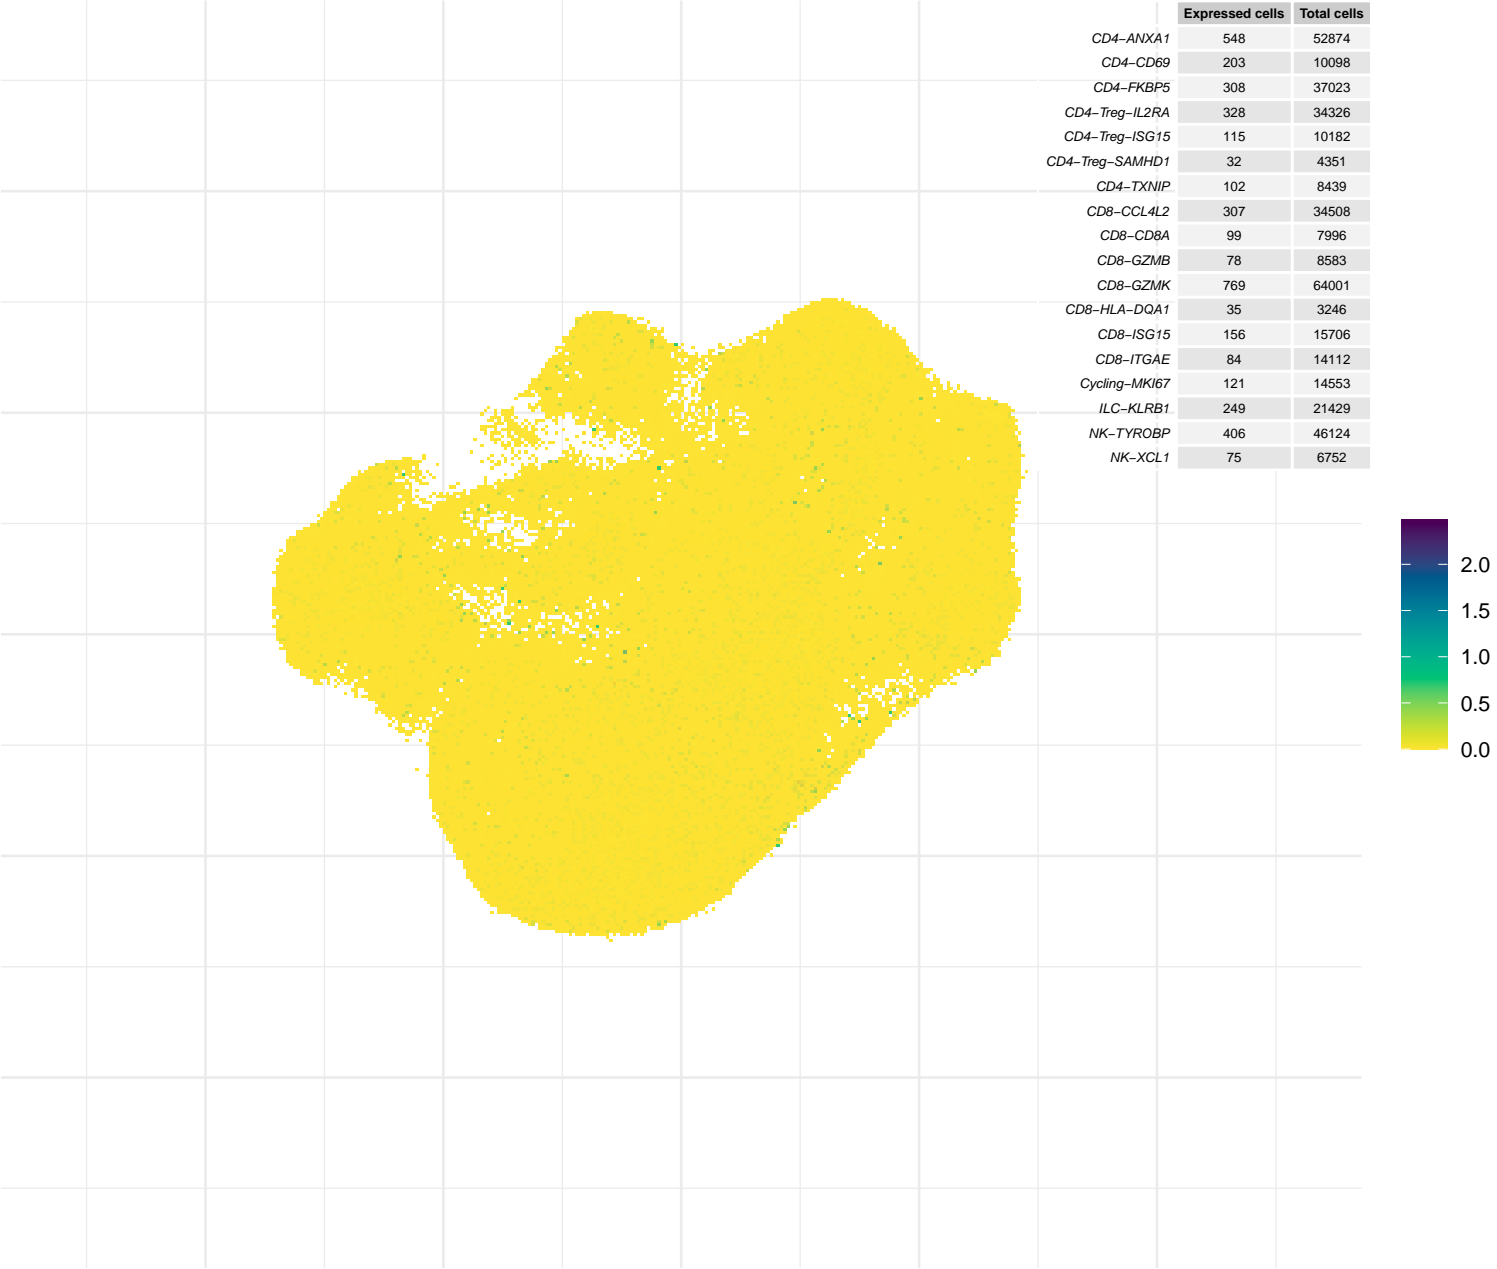 Expressed cells Total cells
CD4−ANXA1 548 52874
CD4−CD69 203 10098
CD4−FKBP5 308 37023
CD4−Treg−IL2RA 328 34326
CD4−Treg−ISG15 115 10182
CD4−Treg−SAMHD1 32 4351
CD4−TXNIP 102 8439
CD8−CCL4L2 307 34508
CD8−CD8A 99 7996
CD8−GZMB 78 8583
CD8−GZMK 769 64001
CD8−HLA−DQA1 35 3246
CD8−ISG15 156 15706
CD8−ITGAE 84 14112
Cycling−MKI67 121 14553
ILC−KLRB1 249 21429
NK−TYROBP 406 46124
NK−XCL1 75 6752
2.0
1.5
1.0
0.5
0.0